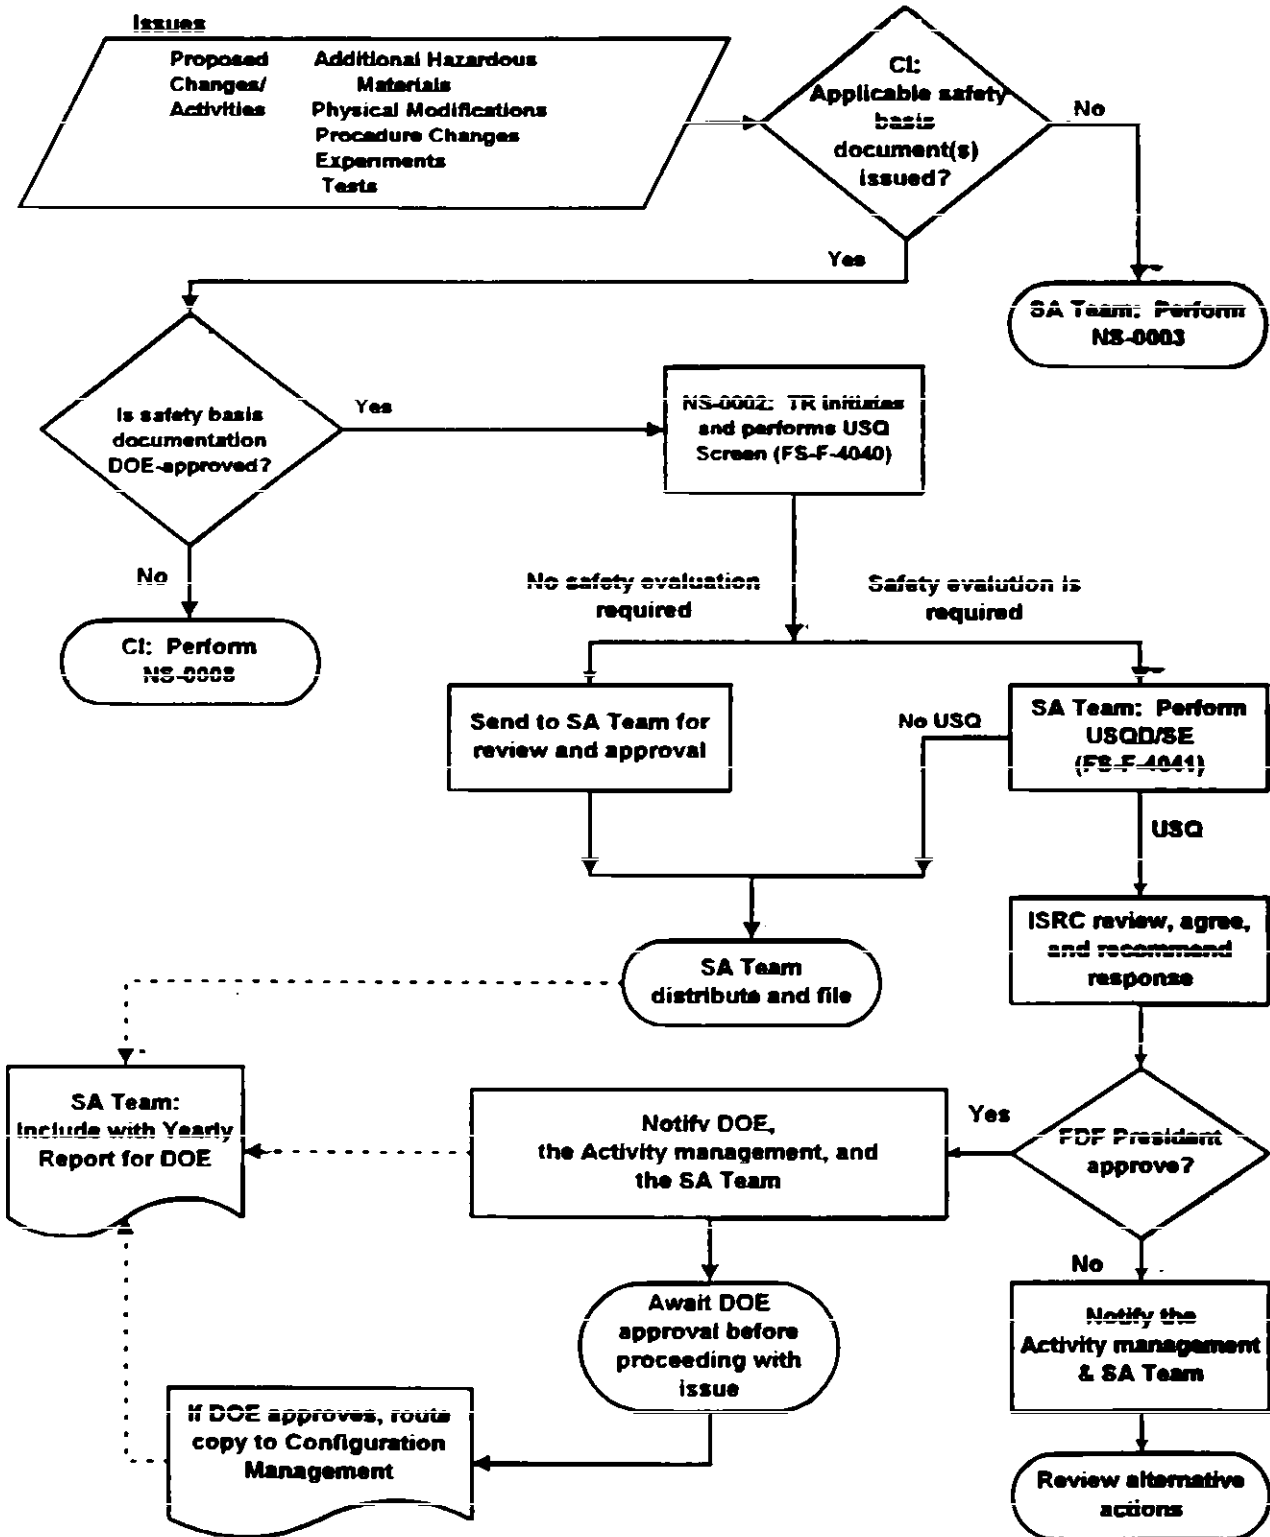 Issues
Proposed Changes/ Activities
Additional Hazardous Materials
Physical Modifications
Procedure Changes
Experiments
Tests
CI:
Applicable safety
basis
document(s)
issued?
No
Yes
SA Team: Perform
NS-0003
Is safety basis
documentation
DOE-approved?
Yes
NS-0002: TR initiates
and performs USQ
Screen (FS-F-4040)
No
CI: Perform
NS-0008
No safety evaluation
required
Safety evalution is
required
Send to SA Team for
review and approval
No USQ
SA Team: Perform
USQD/SE
(FS-F-4041)
USQ
ISRC review, agree,
and recommend
response
SA Team
distribute and file
SA Team:
Include with Yearly
Report for DOE
Notify DOE,
the Activity management, and
the SA Team
Yes
FDF President
approve?
No
Await DOE
approval before
proceeding with
issue
Notify the
Activity management
& SA Team
If DOE approves, route
copy to Configuration
Management
Review alternative
actions